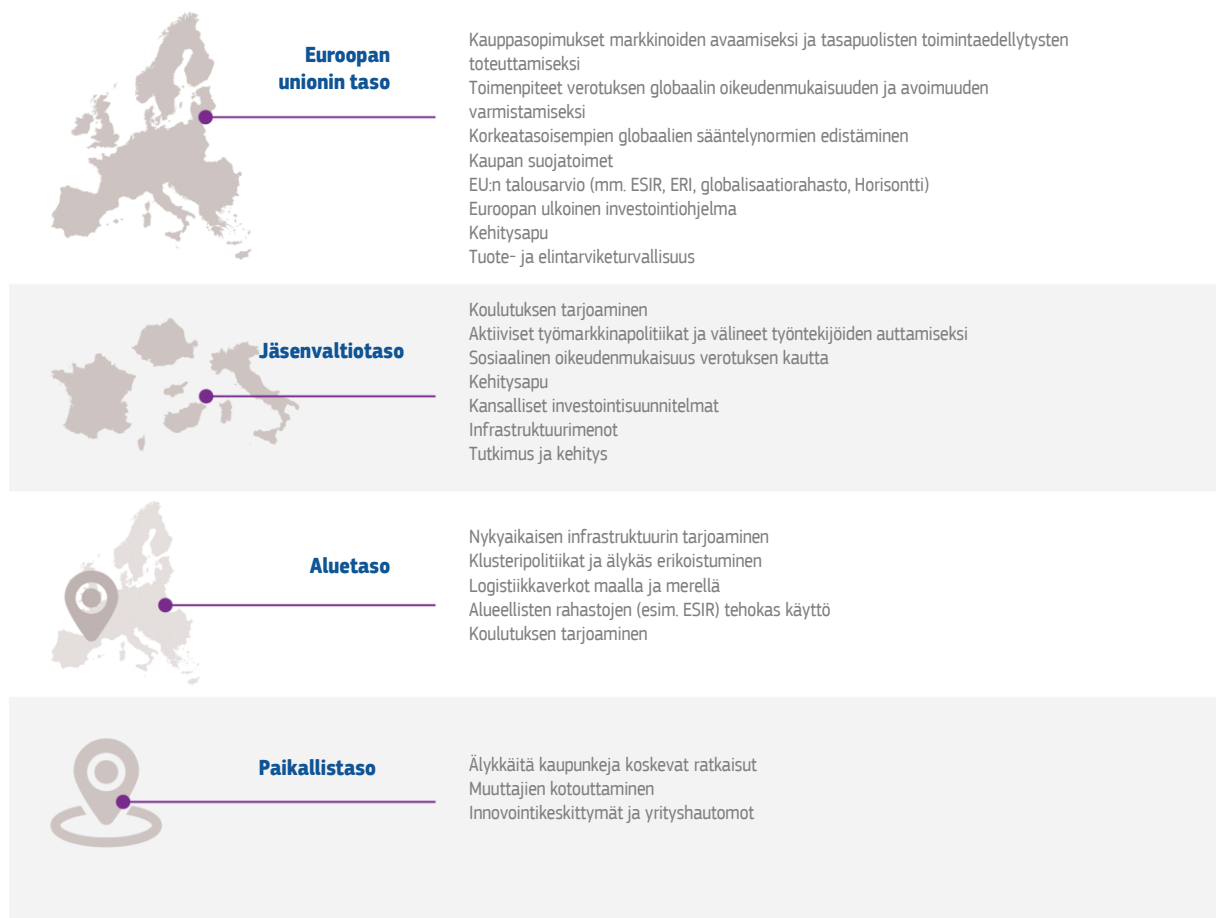 Euroopan
unionin taso
Kauppasopimukset markkinoiden avaamiseksi ja tasapuolisten toimintaedellytysten
toteuttamiseksi
Toimenpiteet verotuksen globaalin oikeudenmukaisuuden ja avoimuuden
varmistamiseksi
Korkeatasoisempien globaalien sääntelynormien edistäminen
Kaupan suojatoimet
EU:n talousarvio (mm. ESIR, ERI, globalisaatiorahasto, Horisontti)
Euroopan ulkoinen investointiohjelma
Kehitysapu
Tuote- ja elintarviketurvallisuus
Jäsenvaltiotaso
Koulutuksen tarjoaminen
Aktiiviset työmarkkinapolitiikat ja välineet työntekijöiden auttamiseksi
Sosiaalinen oikeudenmukaisuus verotuksen kautta
Kehitysapu
Kansalliset investointisuunnitelmat
Infrastruktuurimenot
Tutkimus ja kehitys
Aluetaso
Nykyaikaisen infrastruktuurin tarjoaminen
Klusteripolitiikat ja älykäs erikoistuminen
Logistiikkaverkot maalla ja merellä
Alueellisten rahastojen (esim. ESIR) tehokas käyttö
Koulutuksen tarjoaminen
Paikallistaso
Älykkäitä kaupunkeja koskevat ratkaisut
Muuttajien kotouttaminen
Innovointikeskittymät ja yrityshautomot